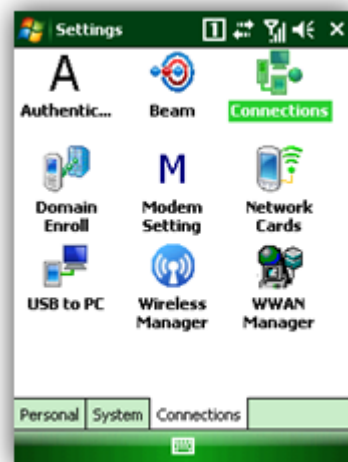 Settings 1
A
Authentic... Beam Connections
M
Domain Modem Network
Enroll Setting Cards
USB to PC Wireless WWAN
Manager Manager
Personal System Connections